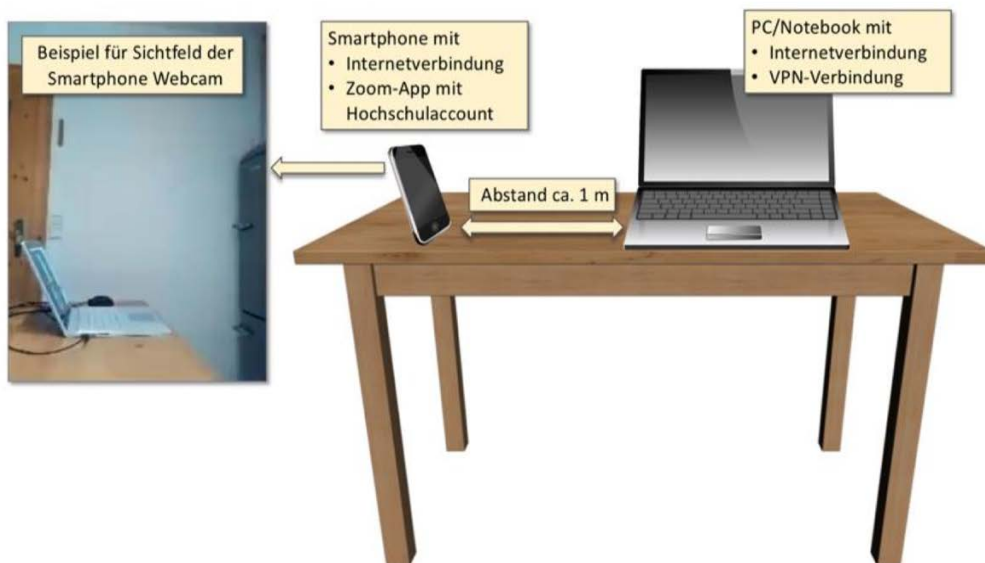 Beispiel für Sichtfeld der
Smartphone Webcam
Smartphone mit
• Internetverbindung
• Zoom-App mit
Hochschulaccount
PC/Notebook mit
• Internetverbindung
• VPN-Verbindung
Abstand ca. 1 m